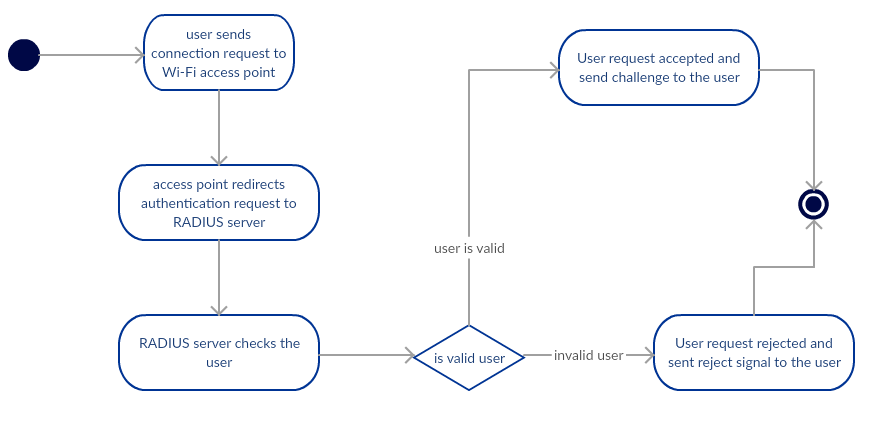 user sends
connection request to
Wi-Fi access point
access point redirects
authentication request to
RADIUS server
RADIUS server checks the
user
is valid user
user is valid
User request accepted and
send challenge to the user
invalid user
User request rejected and
sent reject signal to the user